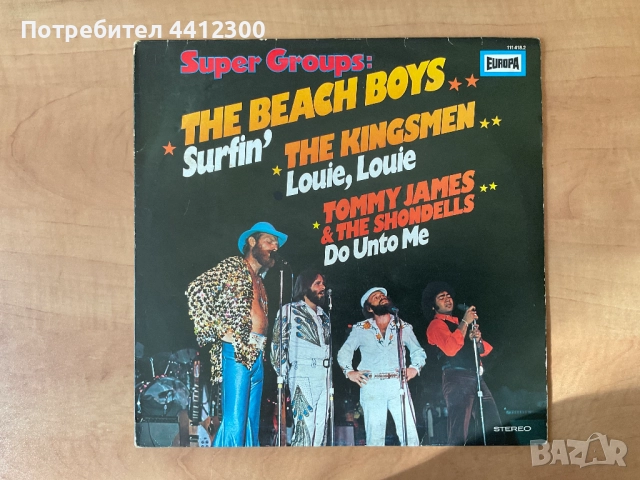 Потребител 4412300
Super Groups:
111 418.2
EUROPA
THE BEACH BOYS
Surfin'
THE KINGSMEN
Louie, Louie
TOMMY JAMES
& THE SHONDELLS
Do Unto Me
STEREO
BAZAR